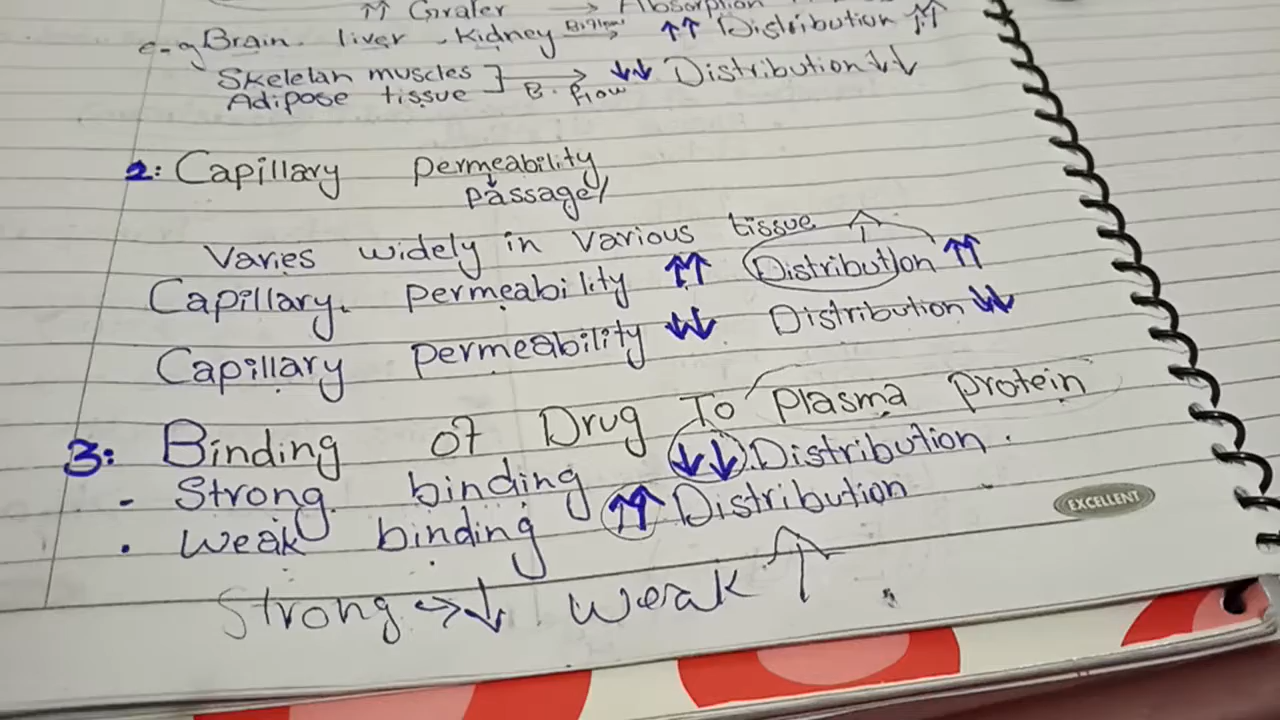 ↑↑ Grater → Absorption
e-g Brain. liver. Kidney ↑↑ Distribution ↑↑
Skeletan muscles
Adipose tissue
B. flow ↓↓ Distribution ↓↓
2: Capillary permeability
↓
passage/
Varies widely in various tissue ↑
Capillary. permeability ↑↑ Distribution ↑↑
Capillary permeability ↓↓ Distribution ↓↓
3: Binding of Drug To plasma protein
- Strong binding ↓↓ Distribution.
• weak binding ↑↑ Distribution
Strong → ↓ weak ↑
EXCELLENT